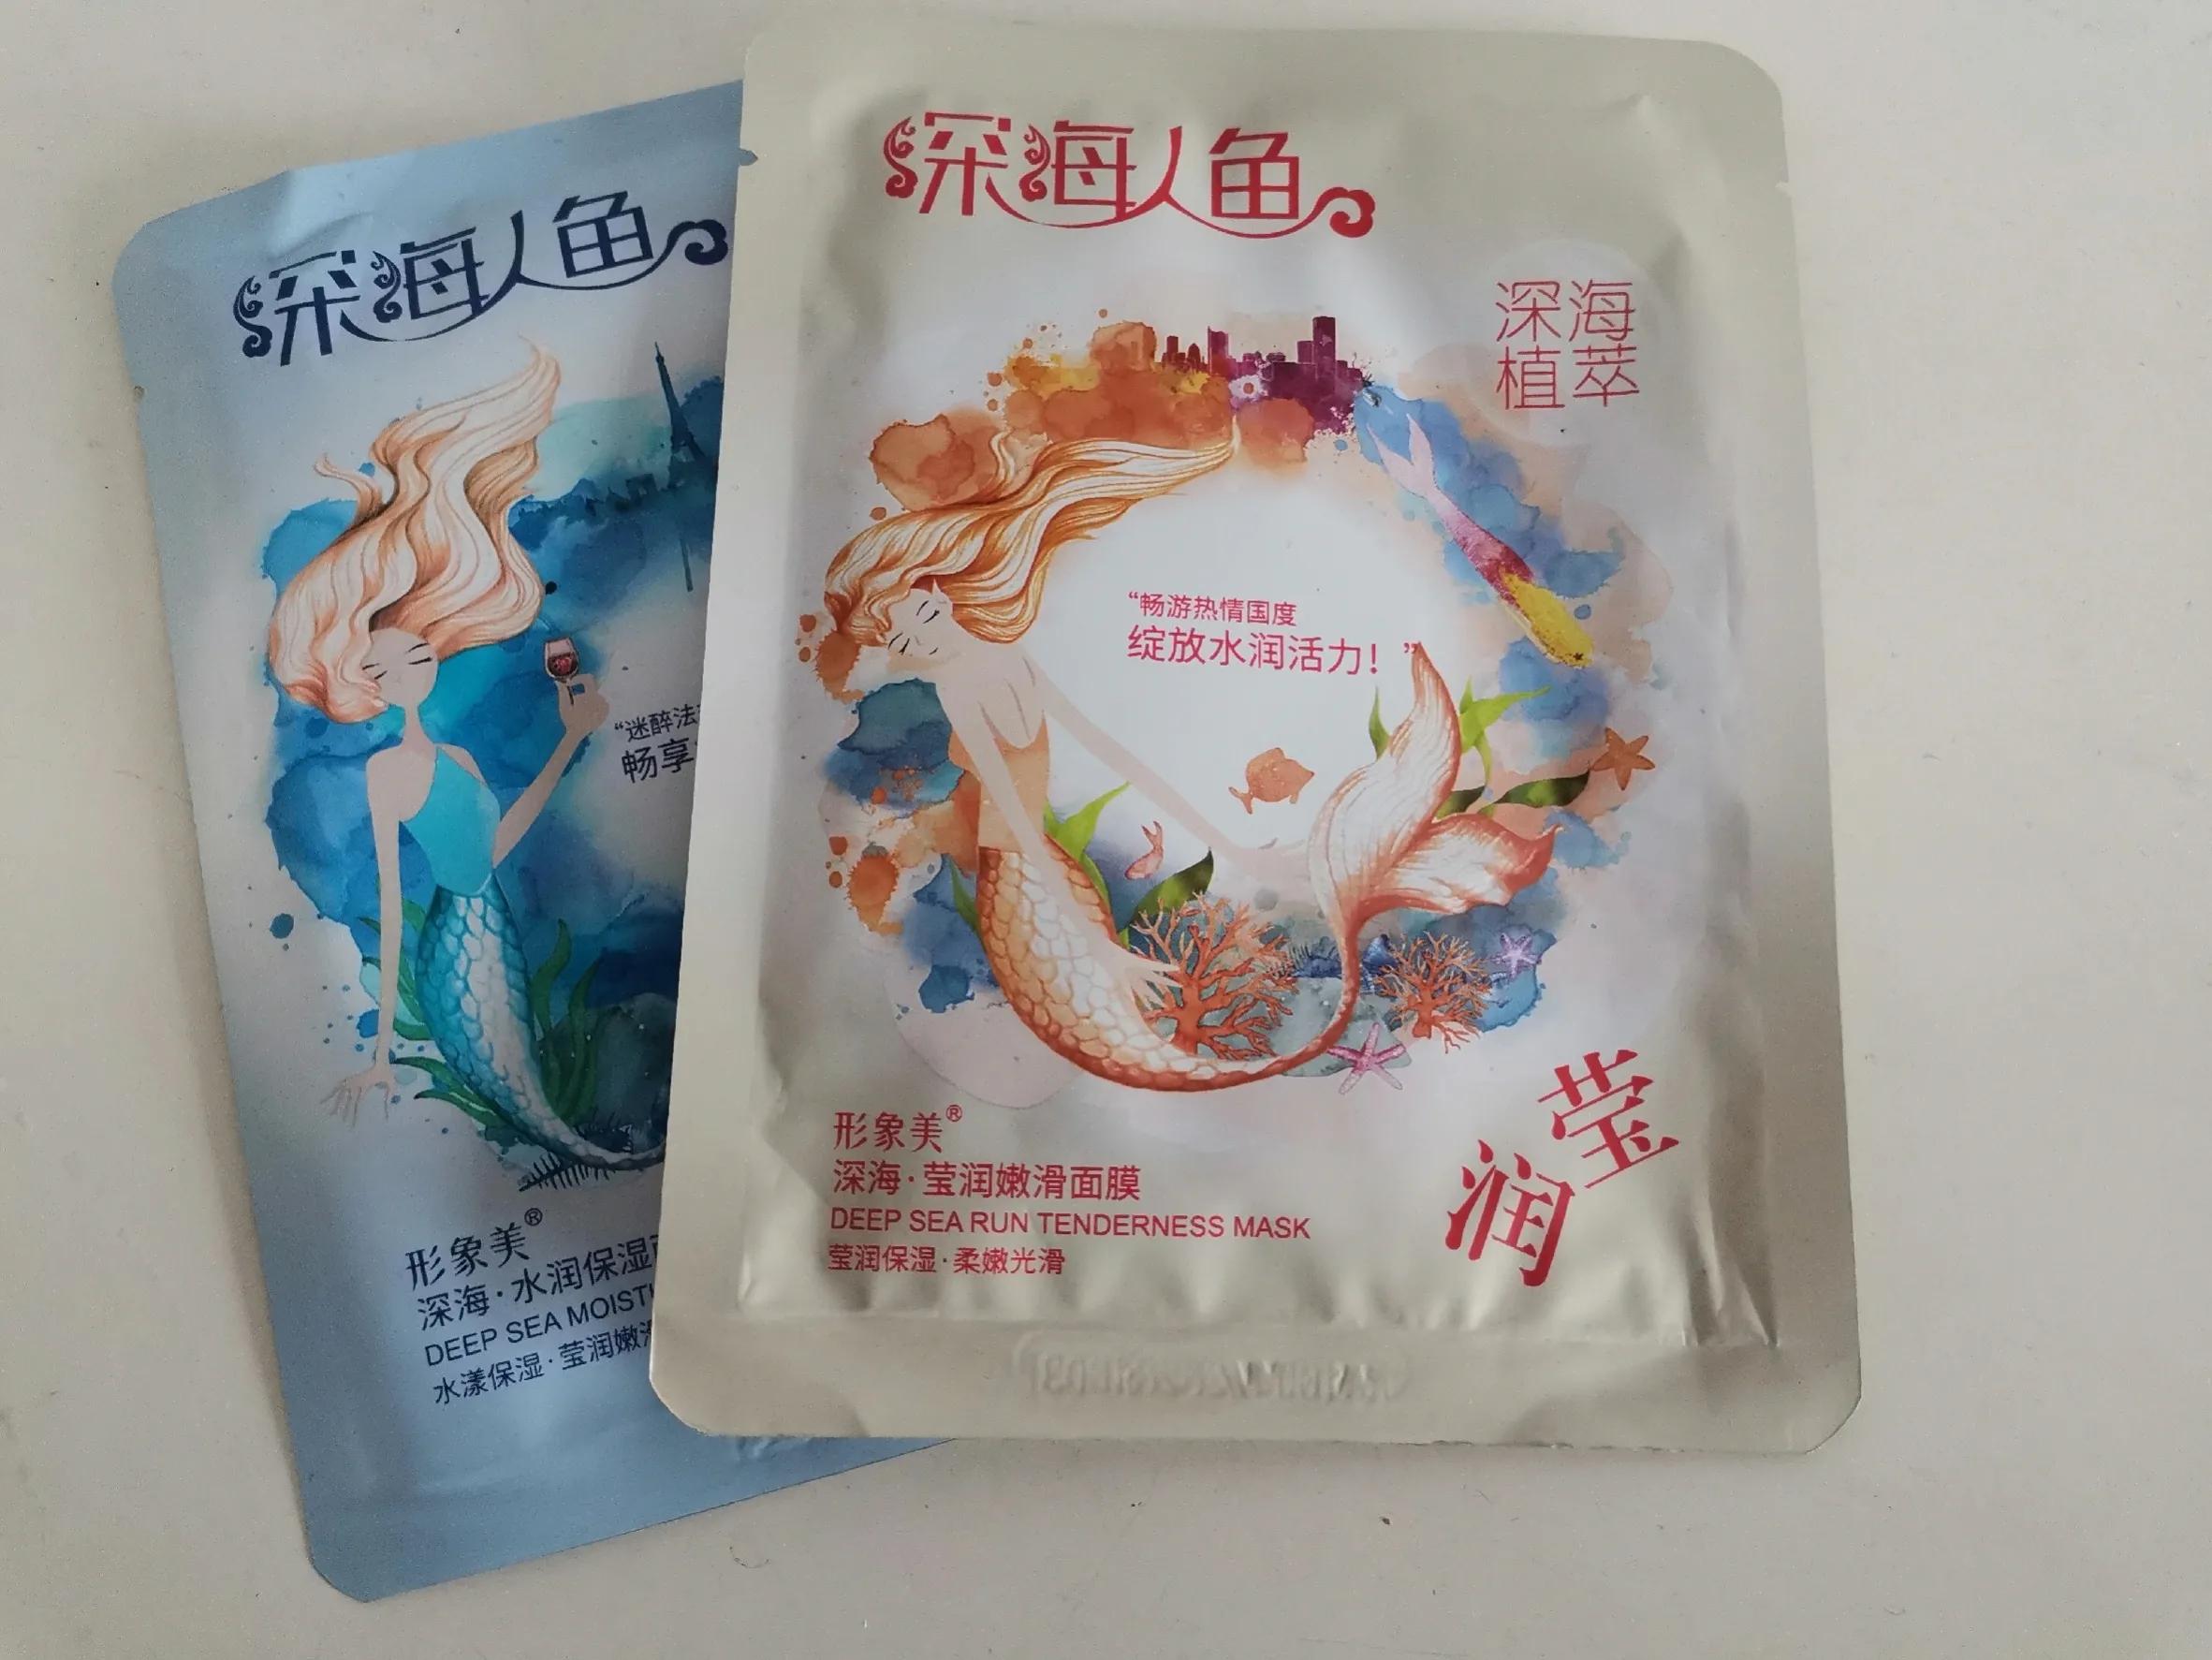 深海人鱼
“迷醉法
畅享
形象美®
深海·水润保湿
DEEP SEA MOIST
水漾保湿·莹润嫩
深海人鱼
深海
植萃
“畅游热情国度
绽放水润活力！”
莹润
形象美®
深海·莹润嫩滑面膜
DEEP SEA RUN TENDERNESS MASK
莹润保湿·柔嫩光滑